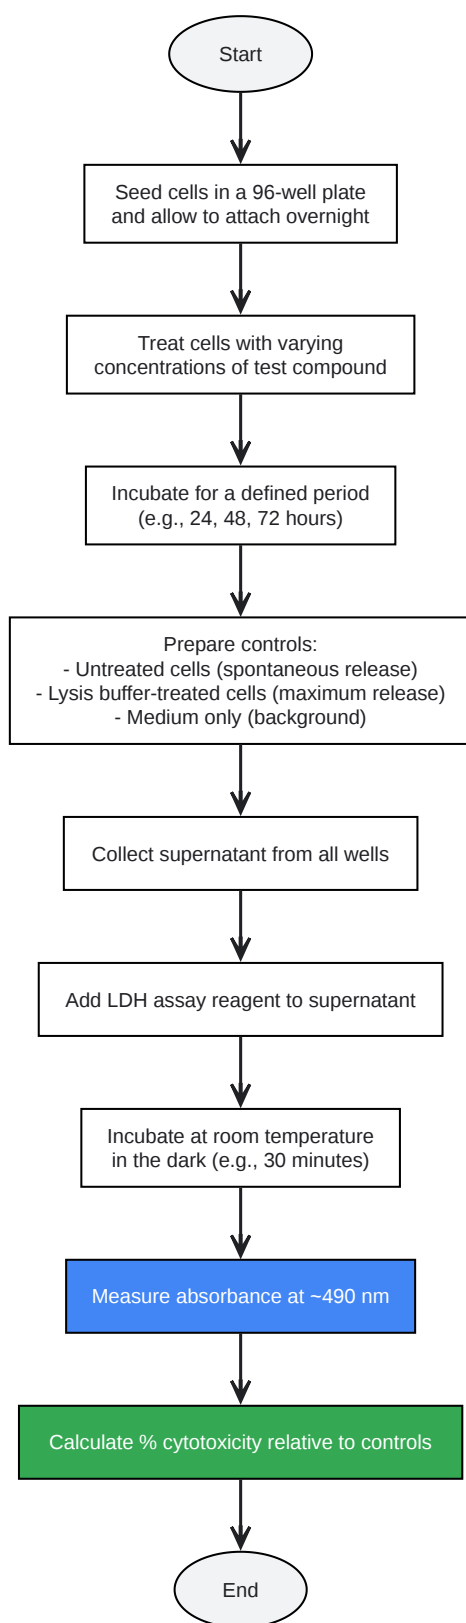 Start
Seed cells in a 96-well plate
and allow to attach overnight
Treat cells with varying
concentrations of test compound
Incubate for a defined period
(e.g., 24, 48, 72 hours)
Prepare controls:
- Untreated cells (spontaneous release)
- Lysis buffer-treated cells (maximum release)
- Medium only (background)
Collect supernatant from all wells
Add LDH assay reagent to supernatant
Incubate at room temperature
in the dark (e.g., 30 minutes)
Measure absorbance at ~490 nm
Calculate % cytotoxicity relative to controls
End